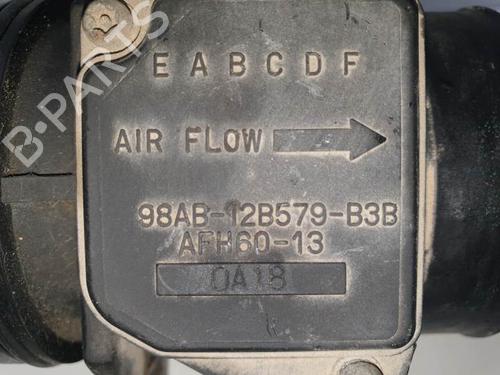 B-PARTS
E A B C D F
AIR FLOW
98AB-12B579-B3B
AFH60-13
0A18